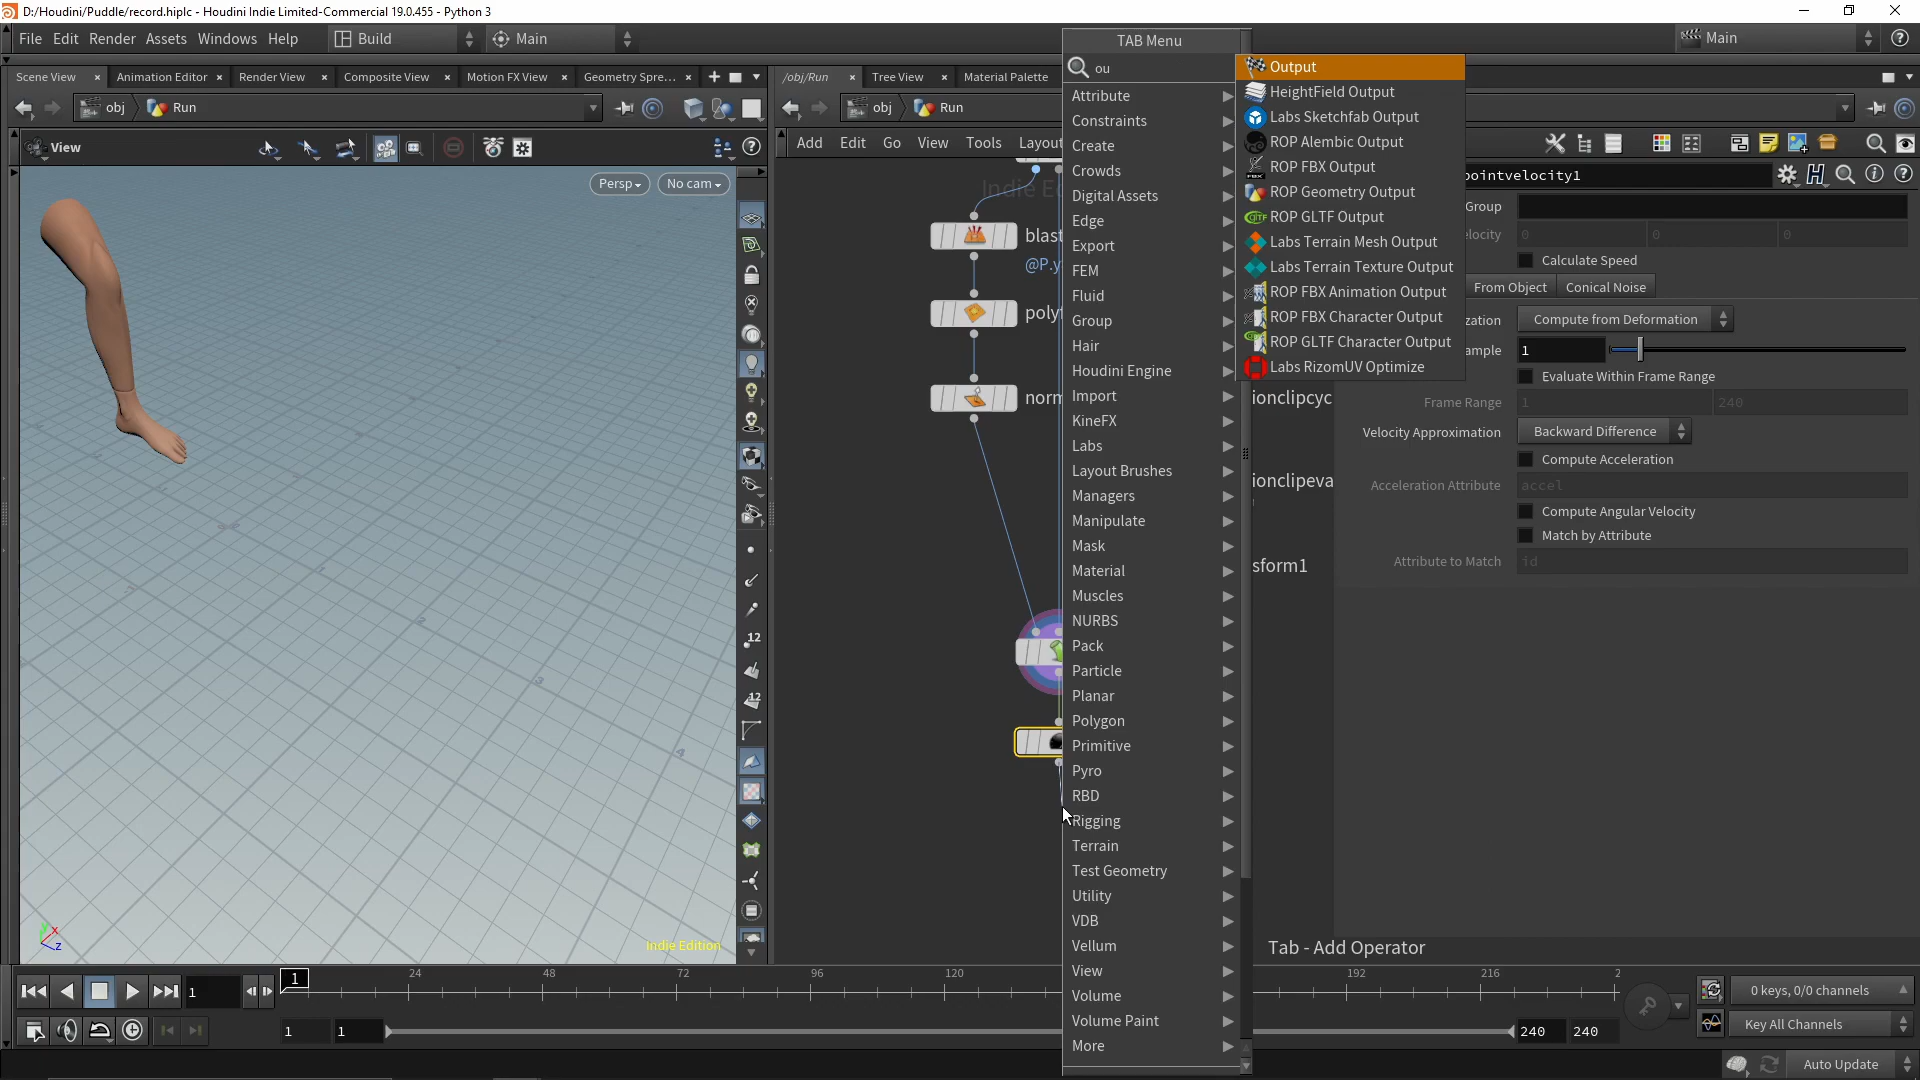 D:/Houdini/Puddle/record.hiplc - Houdini Indie Limited-Commercial 19.0.455 - Python 3
File Edit Render Assets Windows Help Build Main Main
Scene View Animation Editor Render View Composite View Motion FX View Geometry Spre... /obj/Run Tree View Material Palette
obj Run obj Run
View Add Edit Go View Tools Layout
Persp No cam
Indie E
TAB Menu
ou
Attribute
Constraints
Create
Crowds
Digital Assets
Edge
Export
FEM
Fluid
Group
Hair
Houdini Engine
Import
KineFX
Labs
Layout Brushes
Managers
Manipulate
Mask
Material
Muscles
NURBS
Pack
Particle
Planar
Polygon
Primitive
Pyro
RBD
Rigging
Terrain
Test Geometry
Utility
VDB
Vellum
View
Volume
Volume Paint
More
Output
HeightField Output
Labs Sketchfab Output
ROP Alembic Output
ROP FBX Output
ROP Geometry Output
ROP GLTF Output
Labs Terrain Mesh Output
Labs Terrain Texture Output
ROP FBX Animation Output
ROP FBX Character Output
ROP GLTF Character Output
Labs RizomUV Optimize
blast
@P.y
poly
norm
ionclipcyc
ionclipeva
sform1
pointvelocity1
Group
elocity 0 0 0
Calculate Speed
From Object Conical Noise
zation Compute from Deformation
ample 1
Evaluate Within Frame Range
Frame Range 1 240
Velocity Approximation Backward Difference
Compute Acceleration
Acceleration Attribute accel
Compute Angular Velocity
Match by Attribute
Attribute to Match id
Indie Edition
Tab - Add Operator
12
12
1 1 24 48 72 96 120 192 216 2
0 keys, 0/0 channels
1 1 240 240
Key All Channels
Auto Update